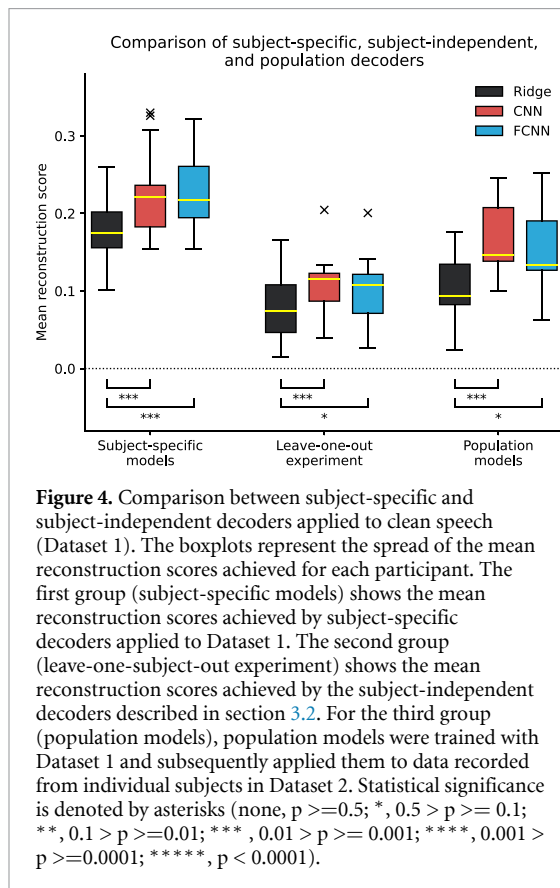 Comparison of subject-specific, subject-independent,
and population decoders
Ridge
CNN
FCNN
Mean reconstruction score
0.3
0.2
0.1
0.0
***
***
***
*
***
*
Subject-specific
models
Leave-one-out
experiment
Population
models
Figure 4. Comparison between subject-specific and
subject-independent decoders applied to clean speech
(Dataset 1). The boxplots represent the spread of the mean
reconstruction scores achieved for each participant. The
first group (subject-specific models) shows the mean
reconstruction scores achieved by subject-specific
decoders applied to Dataset 1. The second group
(leave-one-subject-out experiment) shows the mean
reconstruction scores achieved by the subject-independent
decoders described in section 3.2. For the third group
(population models), population models were trained with
Dataset 1 and subsequently applied them to data recorded
from individual subjects in Dataset 2. Statistical significance
is denoted by asterisks (none, p >=0.5; *, 0.5 > p >= 0.1;
**, 0.1 > p >=0.01; *** , 0.01 > p >= 0.001; ****, 0.001 >
p >=0.0001; *****, p < 0.0001).